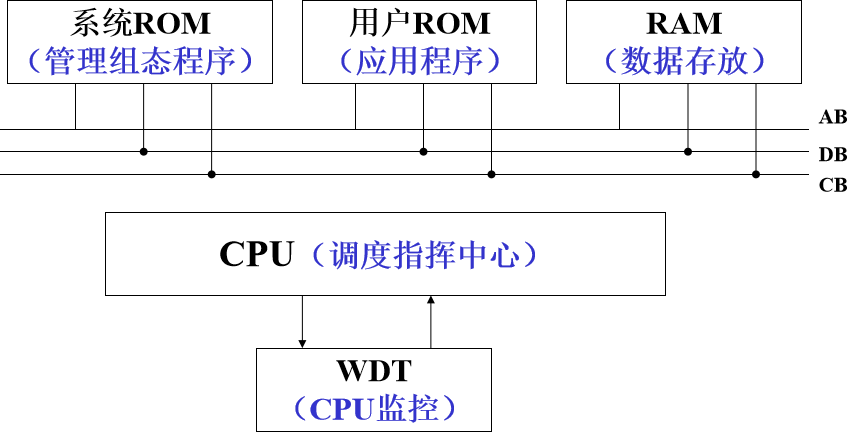 系统ROM
（管理组态程序）
用户ROM
（应用程序）
RAM
（数据存放）
AB
DB
CB
CPU（调度指挥中心）
WDT
（CPU监控）